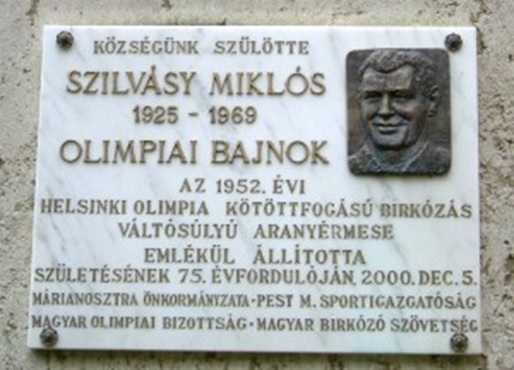 KÖZSÉGÜNK SZÜLÖTTE
SZILVÁSY MIKLÓS
1925 - 1969
OLIMPIAI BAJNOK
AZ 1952. ÉVI
HELSINKI OLIMPIA KÖTÖTTFOGÁSÚ BIRKÓZÁS
VÁLTÓSÚLYÚ ARANYÉRMESE
EMLÉKÜL ÁLLÍTOTTA
SZÜLETÉSÉNEK 75. ÉVFORDULÓJÁN, 2000. DEC. 5.
MÁRIANOSZTRA ÖNKORMÁNYZATA · PEST M. SPORTIGAZGATÓSÁG
MAGYAR OLIMPIAI BIZOTTSÁG · MAGYAR BIRKÓZÓ SZÖVETSÉG